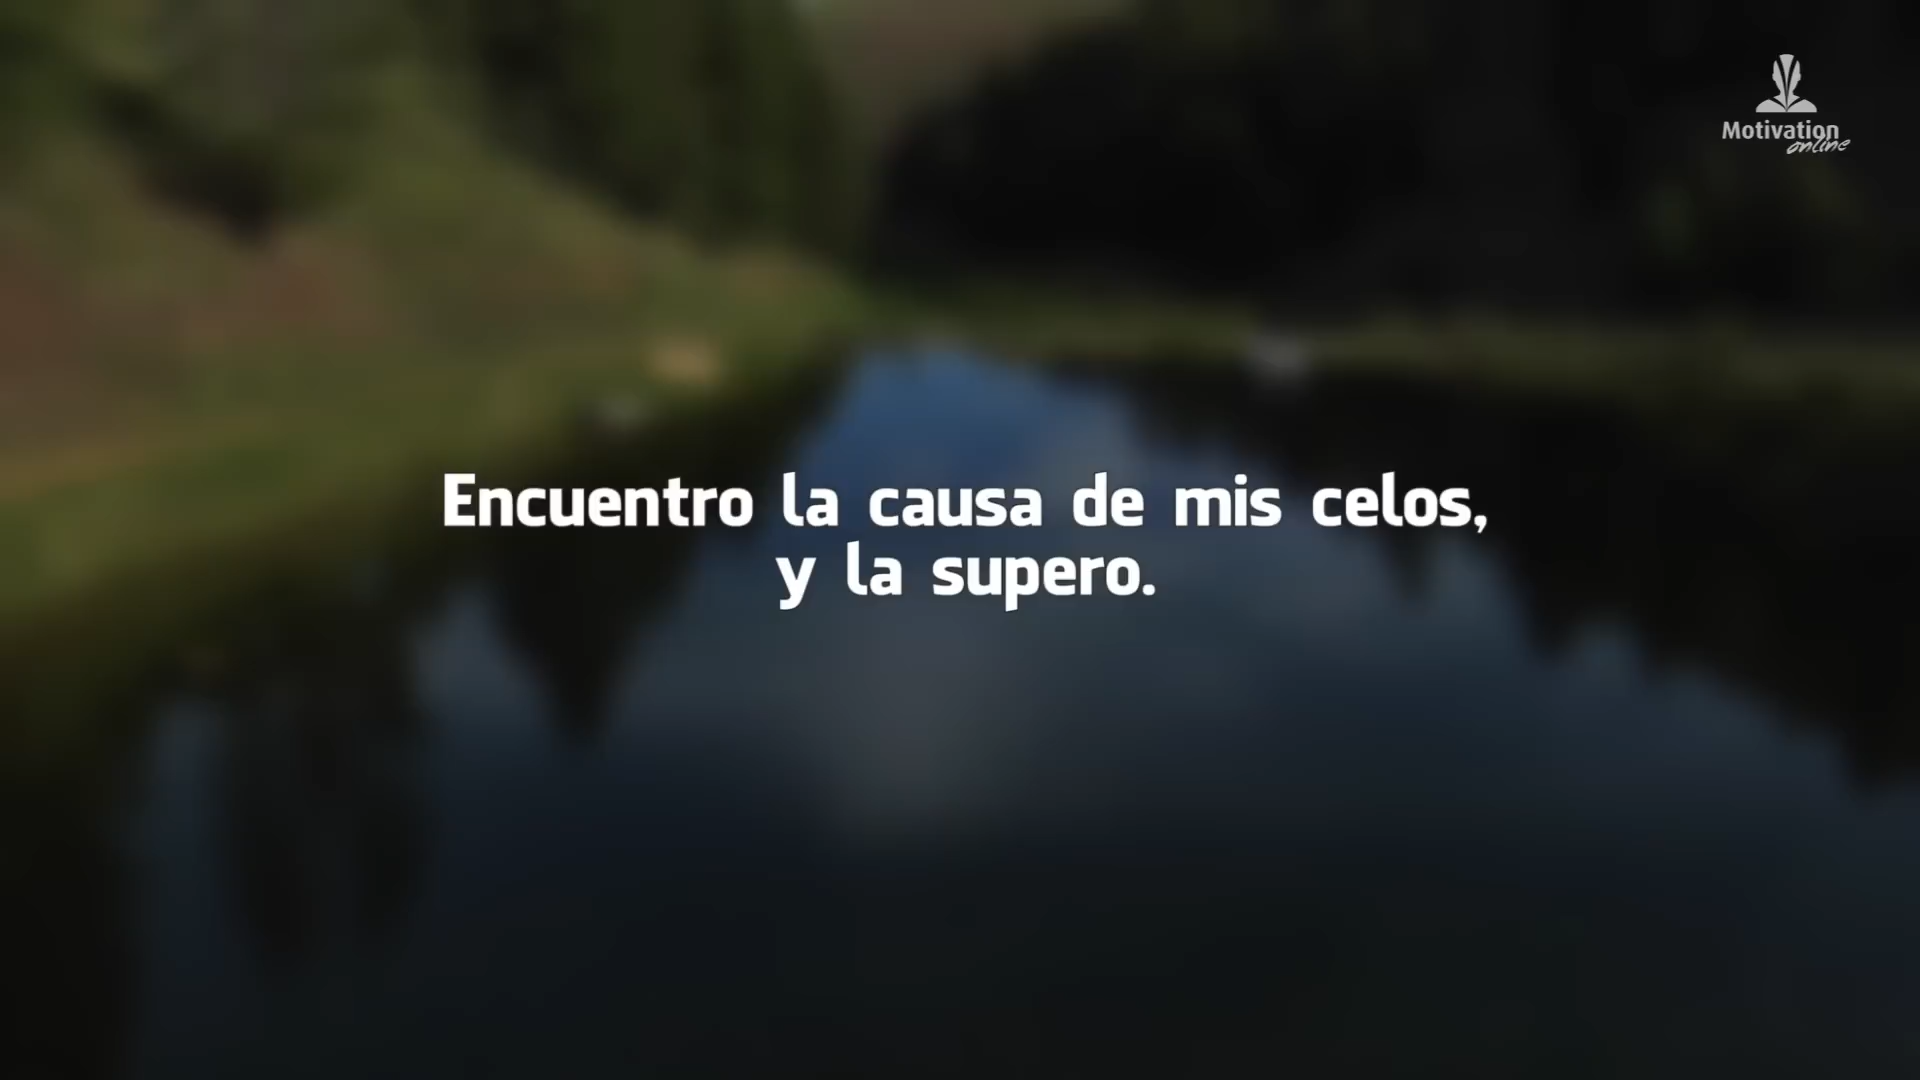 Motivation
online
Encuentro la causa de mis celos,
y la supero.